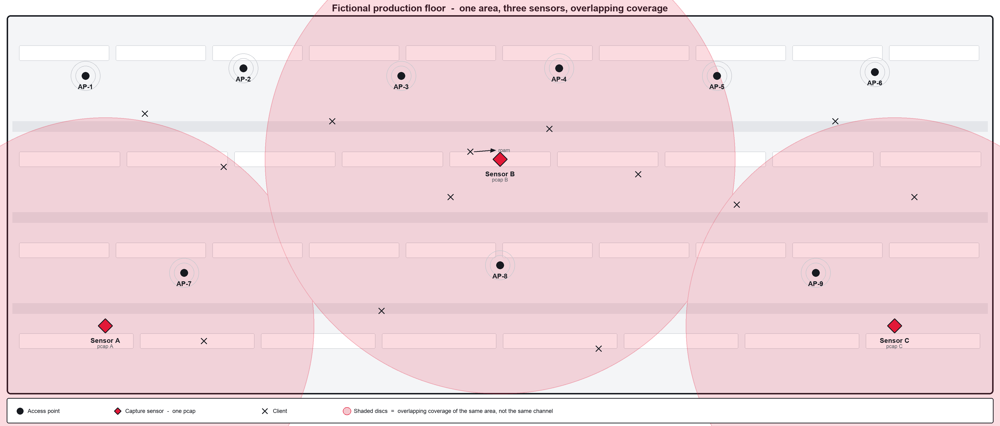 Fictional production floor - one area, three sensors, overlapping coverage
AP-1
AP-2
AP-3
AP-4
AP-5
AP-6
roam
Sensor B
pcap B
AP-7
AP-8
AP-9
Sensor A
pcap A
Sensor C
pcap C
Access point
Capture sensor - one pcap
Client
Shaded discs = overlapping coverage of the same area, not the same channel